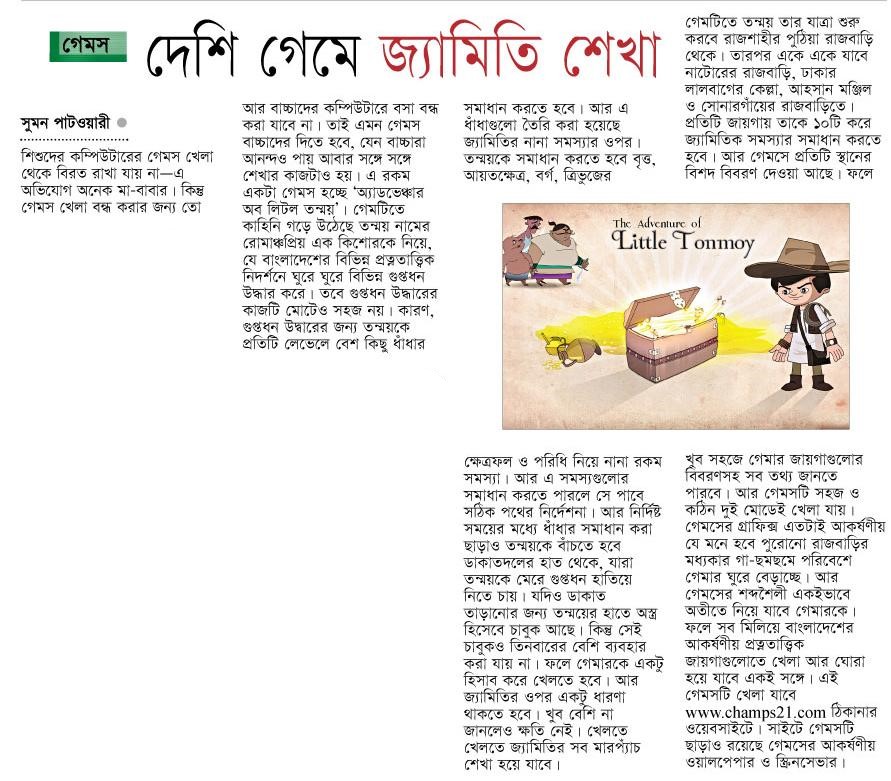 গেমস
দেশি গেমে জ্যামিতি শেখা
সুমন পাটওয়ারী
শিশুদের কম্পিউটারের গেমস খেলা
থেকে বিরত রাখা যায় না—এ
অভিযোগ অনেক মা-বাবার। কিন্তু
গেমস খেলা বন্ধ করার জন্য তো
আর বাচ্চাদের কম্পিউটারে বসা বন্ধ
করা যাবে না। তাই এমন গেমস
বাচ্চাদের দিতে হবে, যেন বাচ্চারা
আনন্দও পায় আবার সঙ্গে সঙ্গে
শেখার কাজটাও হয়। এ রকম
একটা গেমস হচ্ছে ‘অ্যাডভেঞ্চার
অব লিটল তন্ময়’। গেমটিতে
কাহিনি গড়ে উঠেছে তন্ময় নামের
রোমাঞ্চপ্রিয় এক কিশোরকে নিয়ে,
যে বাংলাদেশের বিভিন্ন প্রত্নতাত্ত্বিক
নিদর্শনে ঘুরে ঘুরে বিভিন্ন গুপ্তধন
উদ্ধার করে। তবে গুপ্তধন উদ্ধারের
কাজটি মোটেও সহজ নয়। কারণ,
গুপ্তধন উদ্বারের জন্য তন্ময়কে
প্রতিটি লেভেলে বেশ কিছু ধাঁধার
সমাধান করতে হবে। আর এ
ধাঁধাগুলো তৈরি করা হয়েছে
জ্যামিতির নানা সমস্যার ওপর।
তন্ময়কে সমাধান করতে হবে বৃত্ত,
আয়তক্ষেত্র, বর্গ, ত্রিভুজের
The Adventure of
Little Tonmoy
ক্ষেত্রফল ও পরিধি নিয়ে নানা রকম
সমস্যা। আর এ সমস্যগুলোর
সমাধান করতে পারলে সে পাবে
সঠিক পথের নির্দেশনা। আর নির্দিষ্ট
সময়ের মধ্যে ধাঁধার সমাধান করা
ছাড়াও তন্ময়কে বাঁচতে হবে
ডাকাতদলের হাত থেকে, যারা
তন্ময়কে মেরে গুপ্তধন হাতিয়ে
নিতে চায়। যদিও ডাকাত
তাড়ানোর জন্য তন্ময়ের হাতে অস্ত্র
হিসেবে চাবুক আছে। কিন্তু সেই
চাবুকও তিনবারের বেশি ব্যবহার
করা যায় না। ফলে গেমারকে একটু
হিসাব করে খেলতে হবে। আর
জ্যামিতির ওপর একটু ধারণা
থাকতে হবে। খুব বেশি না
জানলেও ক্ষতি নেই। খেলতে
খেলতে জ্যামিতির সব মারপ্যাঁচ
শেখা হয়ে যাবে।
গেমটিতে তন্ময় তার যাত্রা শুরু
করবে রাজশাহীর পুঠিয়া রাজবাড়ি
থেকে। তারপর একে একে যাবে
নাটোরের রাজবাড়ি, ঢাকার
লালবাগের কেল্লা, আহসান মঞ্জিল
ও সোনারগাঁয়ের রাজবাড়িতে।
প্রতিটি জায়গায় তাকে ১০টি করে
জ্যামিতিক সমস্যার সমাধান করতে
হবে। আর গেমসে প্রতিটি স্থানের
বিশদ বিবরণ দেওয়া আছে। ফলে
খুব সহজে গেমার জায়গাগুলোর
বিবরণসহ সব তথ্য জানতে
পারবে। আর গেমসটি সহজ ও
কঠিন দুই মোডেই খেলা যায়।
গেমসের গ্রাফিক্স এতটাই আকর্ষণীয়
যে মনে হবে পুরোনো রাজবাড়ির
মধ্যকার গা-ছমছমে পরিবেশে
গেমার ঘুরে বেড়াচ্ছে। আর
গেমসের শব্দশৈলী একইভাবে
অতীতে নিয়ে যাবে গেমারকে।
ফলে সব মিলিয়ে বাংলাদেশের
আকর্ষণীয় প্রত্নতাত্ত্বিক
জায়গাগুলোতে খেলা আর ঘোরা
হয়ে যাবে একই সঙ্গে। এই
গেমসটি খেলা যাবে
www.champs21.com ঠিকানার
ওয়েবসাইটে। সাইটে গেমসটি
ছাড়াও রয়েছে গেমসের আকর্ষণীয়
ওয়ালপেপার ও স্ক্রিনসেভার।